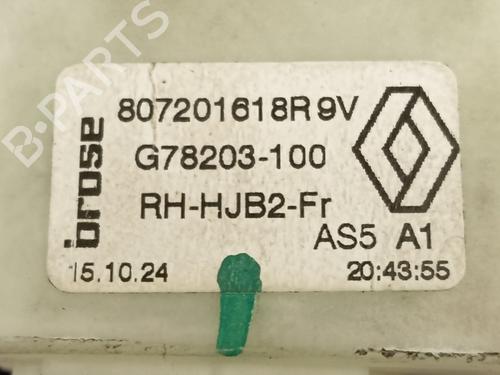 B-PARTS
brose
807201618R 9V
G78203-100
RH-HJB2-Fr
AS5 A1
15.10.24
20:43:55